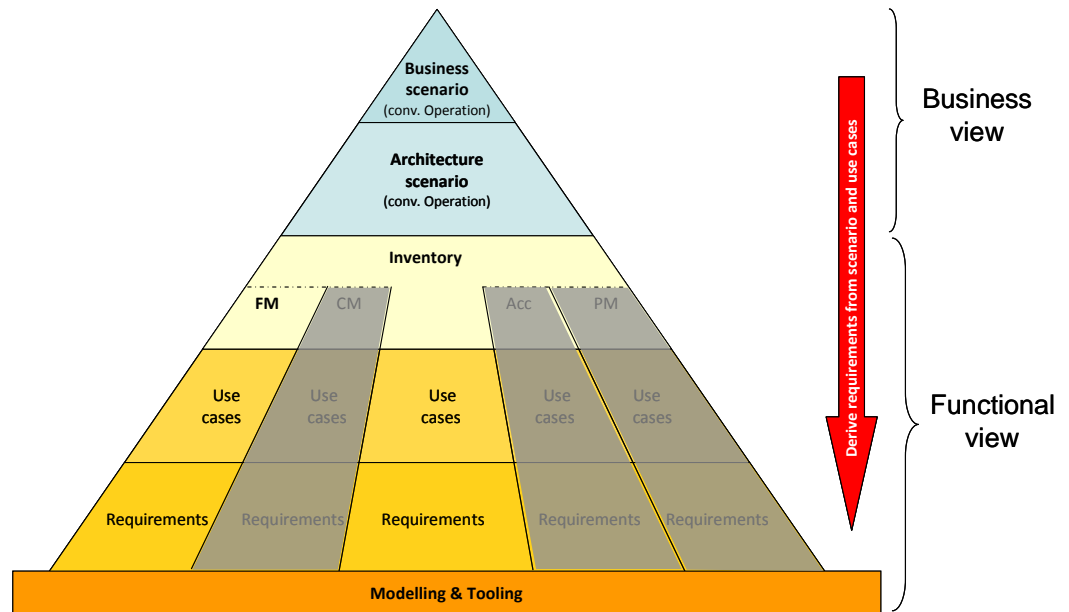 Business
scenario
(conv. Operation)
Architecture
scenario
(conv. Operation)
Inventory
FM
CM
Acc
PM
Use
cases
Use
cases
Use
cases
Use
cases
Use
cases
Requirements
Requirements
Requirements
Requirements
Requirements
Modelling & Tooling
Derive requirements from scenario and use cases
Business
view
Functional
view